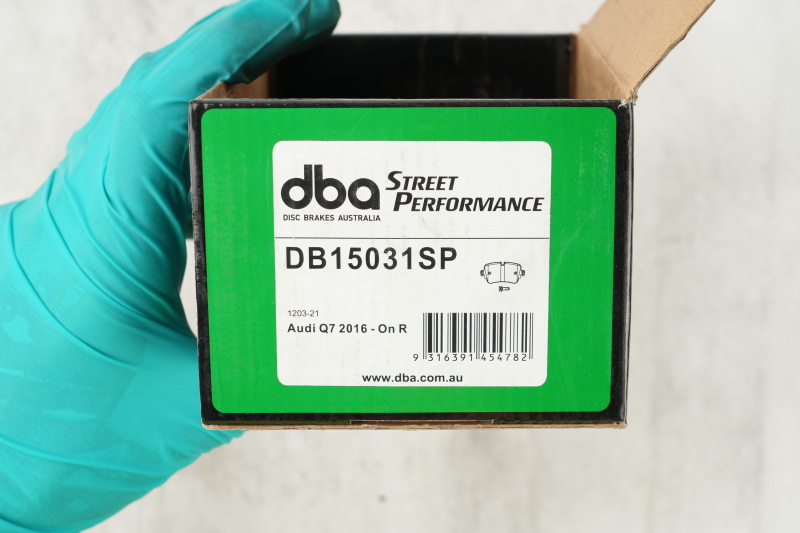 dba STREET PERFORMANCE
DISC BRAKES AUSTRALIA
DB15031SP
1203-21
Audi Q7 2016 - On R
9 316391 454782
www.dba.com.au